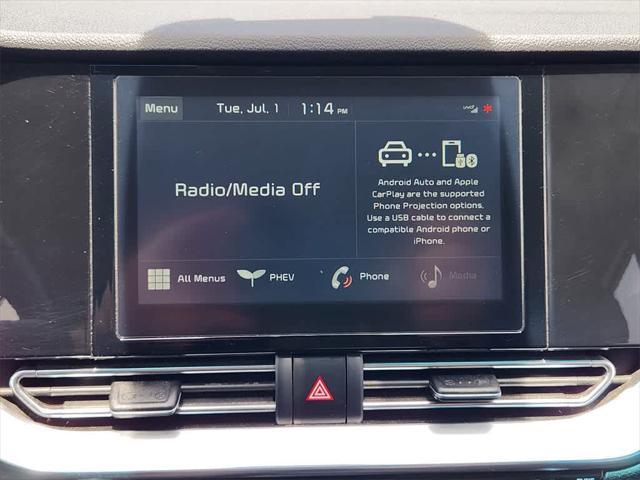 Menu
Tue, Jul. 1
1:14 PM
Radio/Media Off
Android Auto and Apple
CarPlay are the supported
Phone Projection options.
Use a USB cable to connect a
compatible Android phone or
iPhone.
All Menus
PHEV
Phone
Media